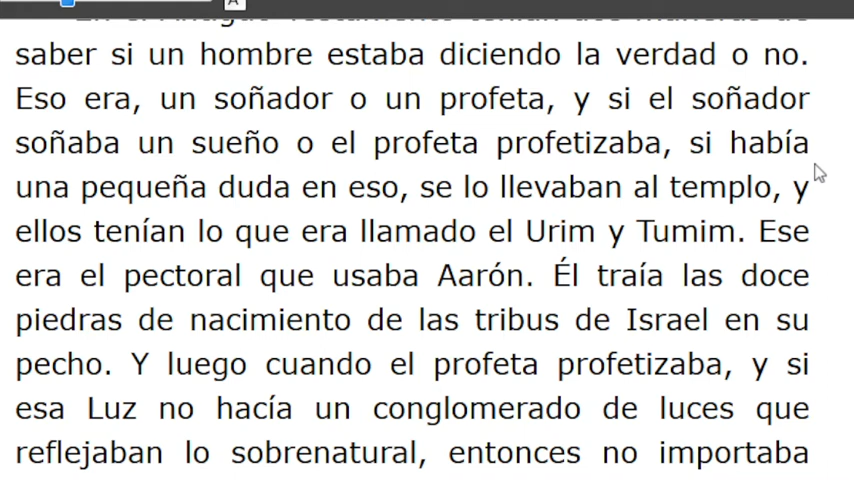 saber si un hombre estaba diciendo la verdad o no.
Eso era, un soñador o un profeta, y si el soñador
soñaba un sueño o el profeta profetizaba, si había
una pequeña duda en eso, se lo llevaban al templo, y
ellos tenían lo que era llamado el Urim y Tumim. Ese
era el pectoral que usaba Aarón. Él traía las doce
piedras de nacimiento de las tribus de Israel en su
pecho. Y luego cuando el profeta profetizaba, y si
esa Luz no hacía un conglomerado de luces que
reflejaban lo sobrenatural, entonces no importaba